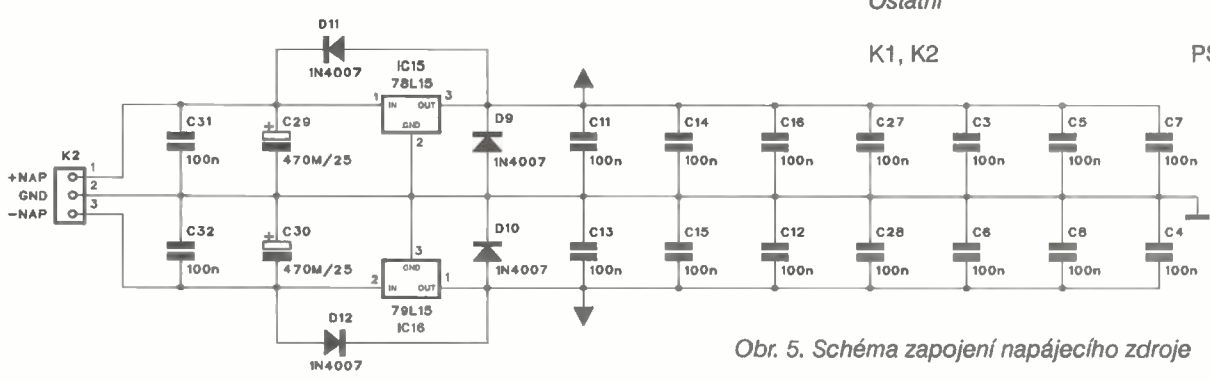 Ostatní
K1, K2
PS
D11
1N4007
IC15
78L15
1
IN
OUT
3
GND
2
C31
100n
C29
+
470M/25
D9
1N4007
C11
100n
C14
100n
C16
100n
C27
100n
C3
100n
C5
100n
C7
100n
K2
+NAP
1
GND
2
-NAP
3
C32
100n
C30
+
470M/25
3
GND
2
IN
OUT
1
79L15
IC16
D10
1N4007
C13
100n
C15
100n
C12
100n
C28
100n
C6
100n
C8
100n
C4
100n
D12
1N4007
Obr. 5. Schéma zapojení napájecího zdroje